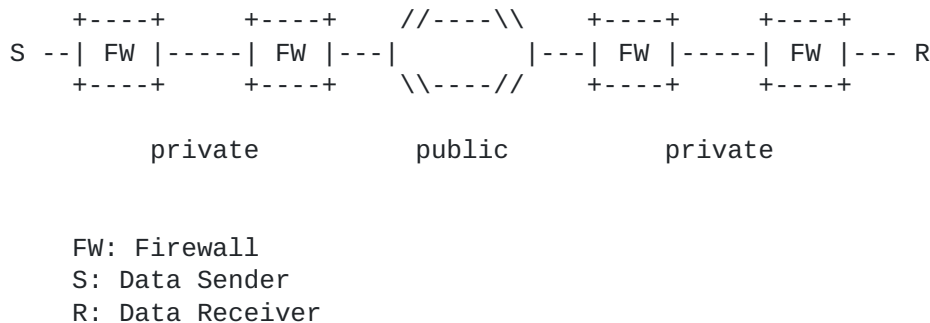 +----+     +----+     //----\\    +----+     +----+
S --| FW |-----| FW |---|        |---| FW |-----| FW |--- R
    +----+     +----+     \\----//    +----+     +----+
         private          public          private
    FW: Firewall
    S: Data Sender
    R: Data Receiver